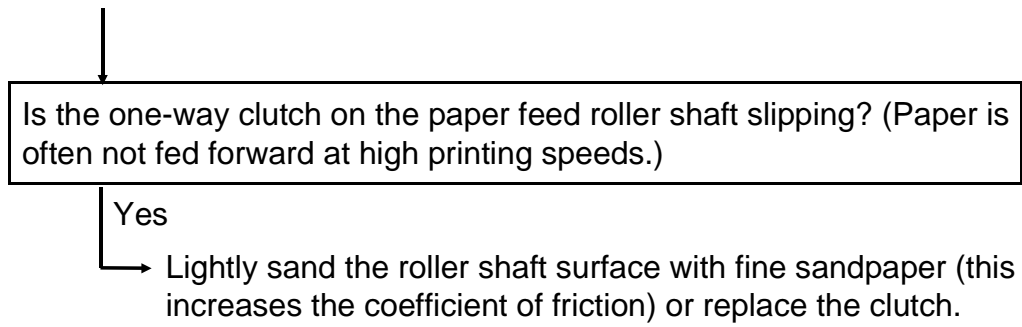 Is the one-way clutch on the paper feed roller shaft slipping? (Paper is
often not fed forward at high printing speeds.)
Yes
Lightly sand the roller shaft surface with fine sandpaper (this
increases the coefficient of friction) or replace the clutch.